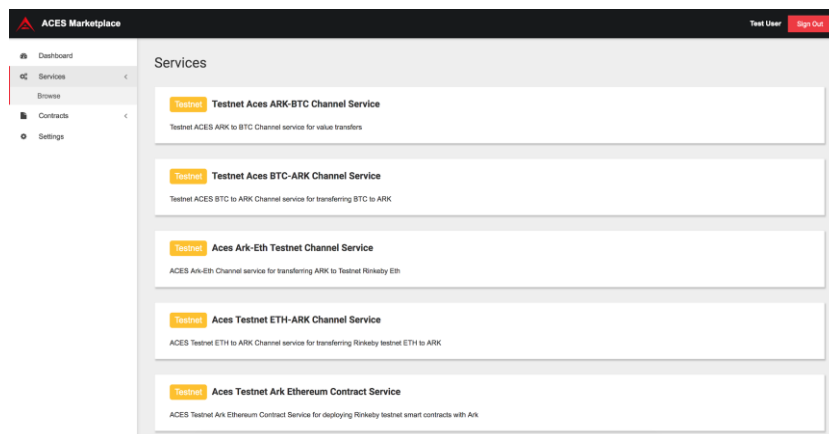 ACES Marketplace
Test User
Sign Out
Dashboard
Services
Browse
Contracts
Settings
Services
Testnet Testnet Aces ARK-BTC Channel Service
Testnet ACES ARK to BTC Channel service for value transfers
Testnet Testnet Aces BTC-ARK Channel Service
Testnet ACES BTC to ARK Channel service for transferring BTC to ARK
Testnet Aces Ark-Eth Testnet Channel Service
ACES Ark-Eth Channel service for transferring ARK to Testnet Rinkeby Eth
Testnet Aces Testnet ETH-ARK Channel Service
ACES Testnet ETH to ARK Channel service for transferring Rinkeby testnet ETH to ARK
Testnet Aces Testnet Ark Ethereum Contract Service
ACES Testnet Ark Ethereum Contract Service for deploying Rinkeby testnet smart contracts with Ark